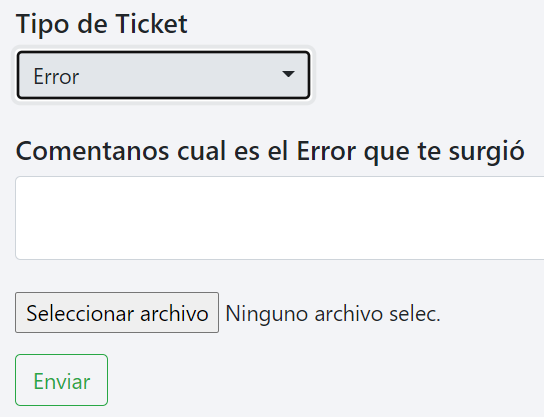 Tipo de Ticket
Error
Comentanos cual es el Error que te surgió
Seleccionar archivo Ninguno archivo selec.
Enviar